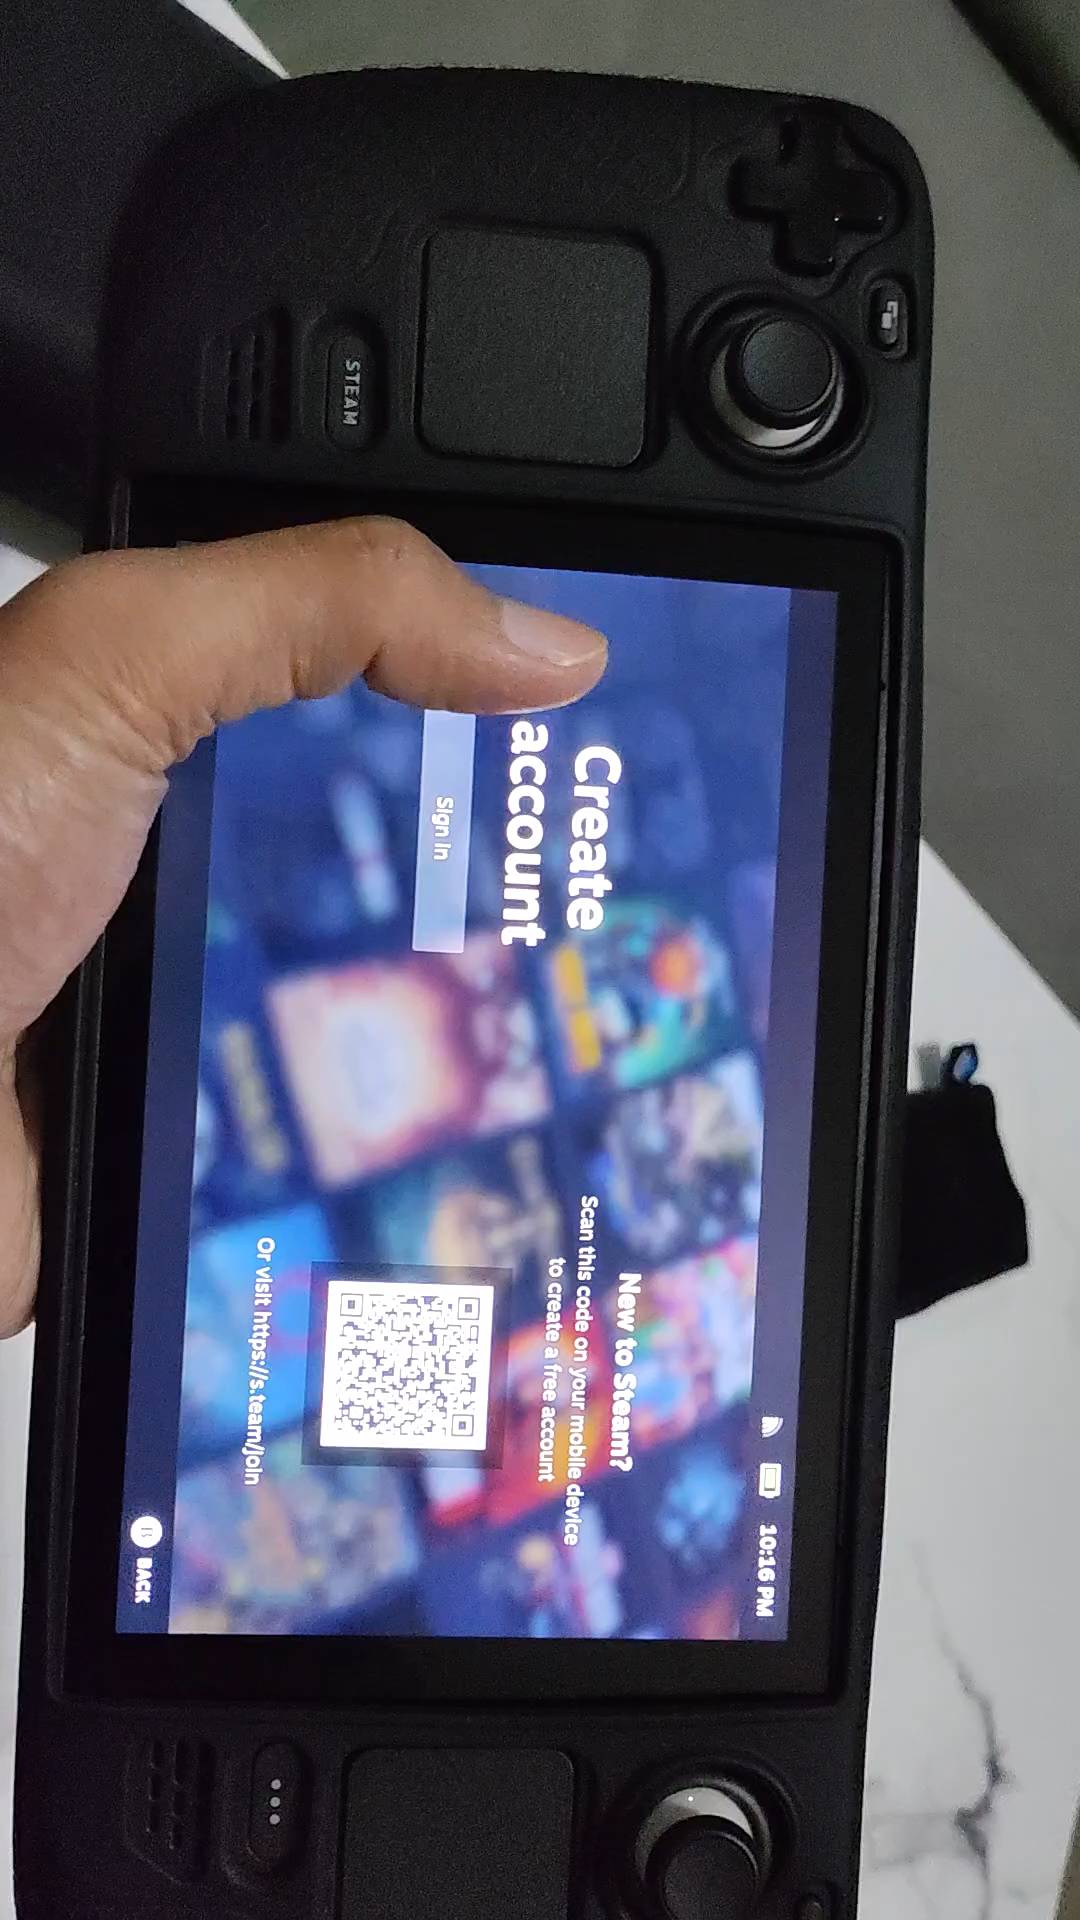 10:16 PM
Create
account
Sign In
New to Steam?
Scan this code on your mobile device
to create a free account
Or visit https://s.team/join
B BACK
STEAM